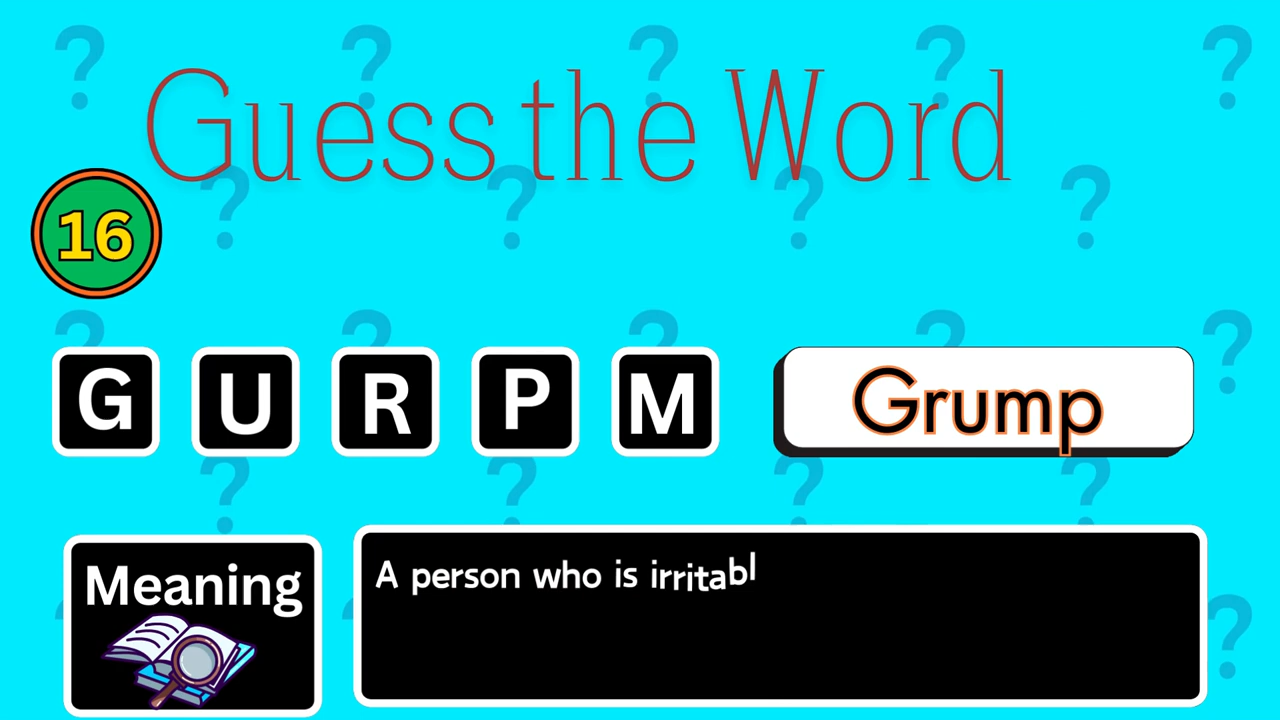 Guess the Word
16
G U R P M
Grump
Meaning
A person who is irritabl